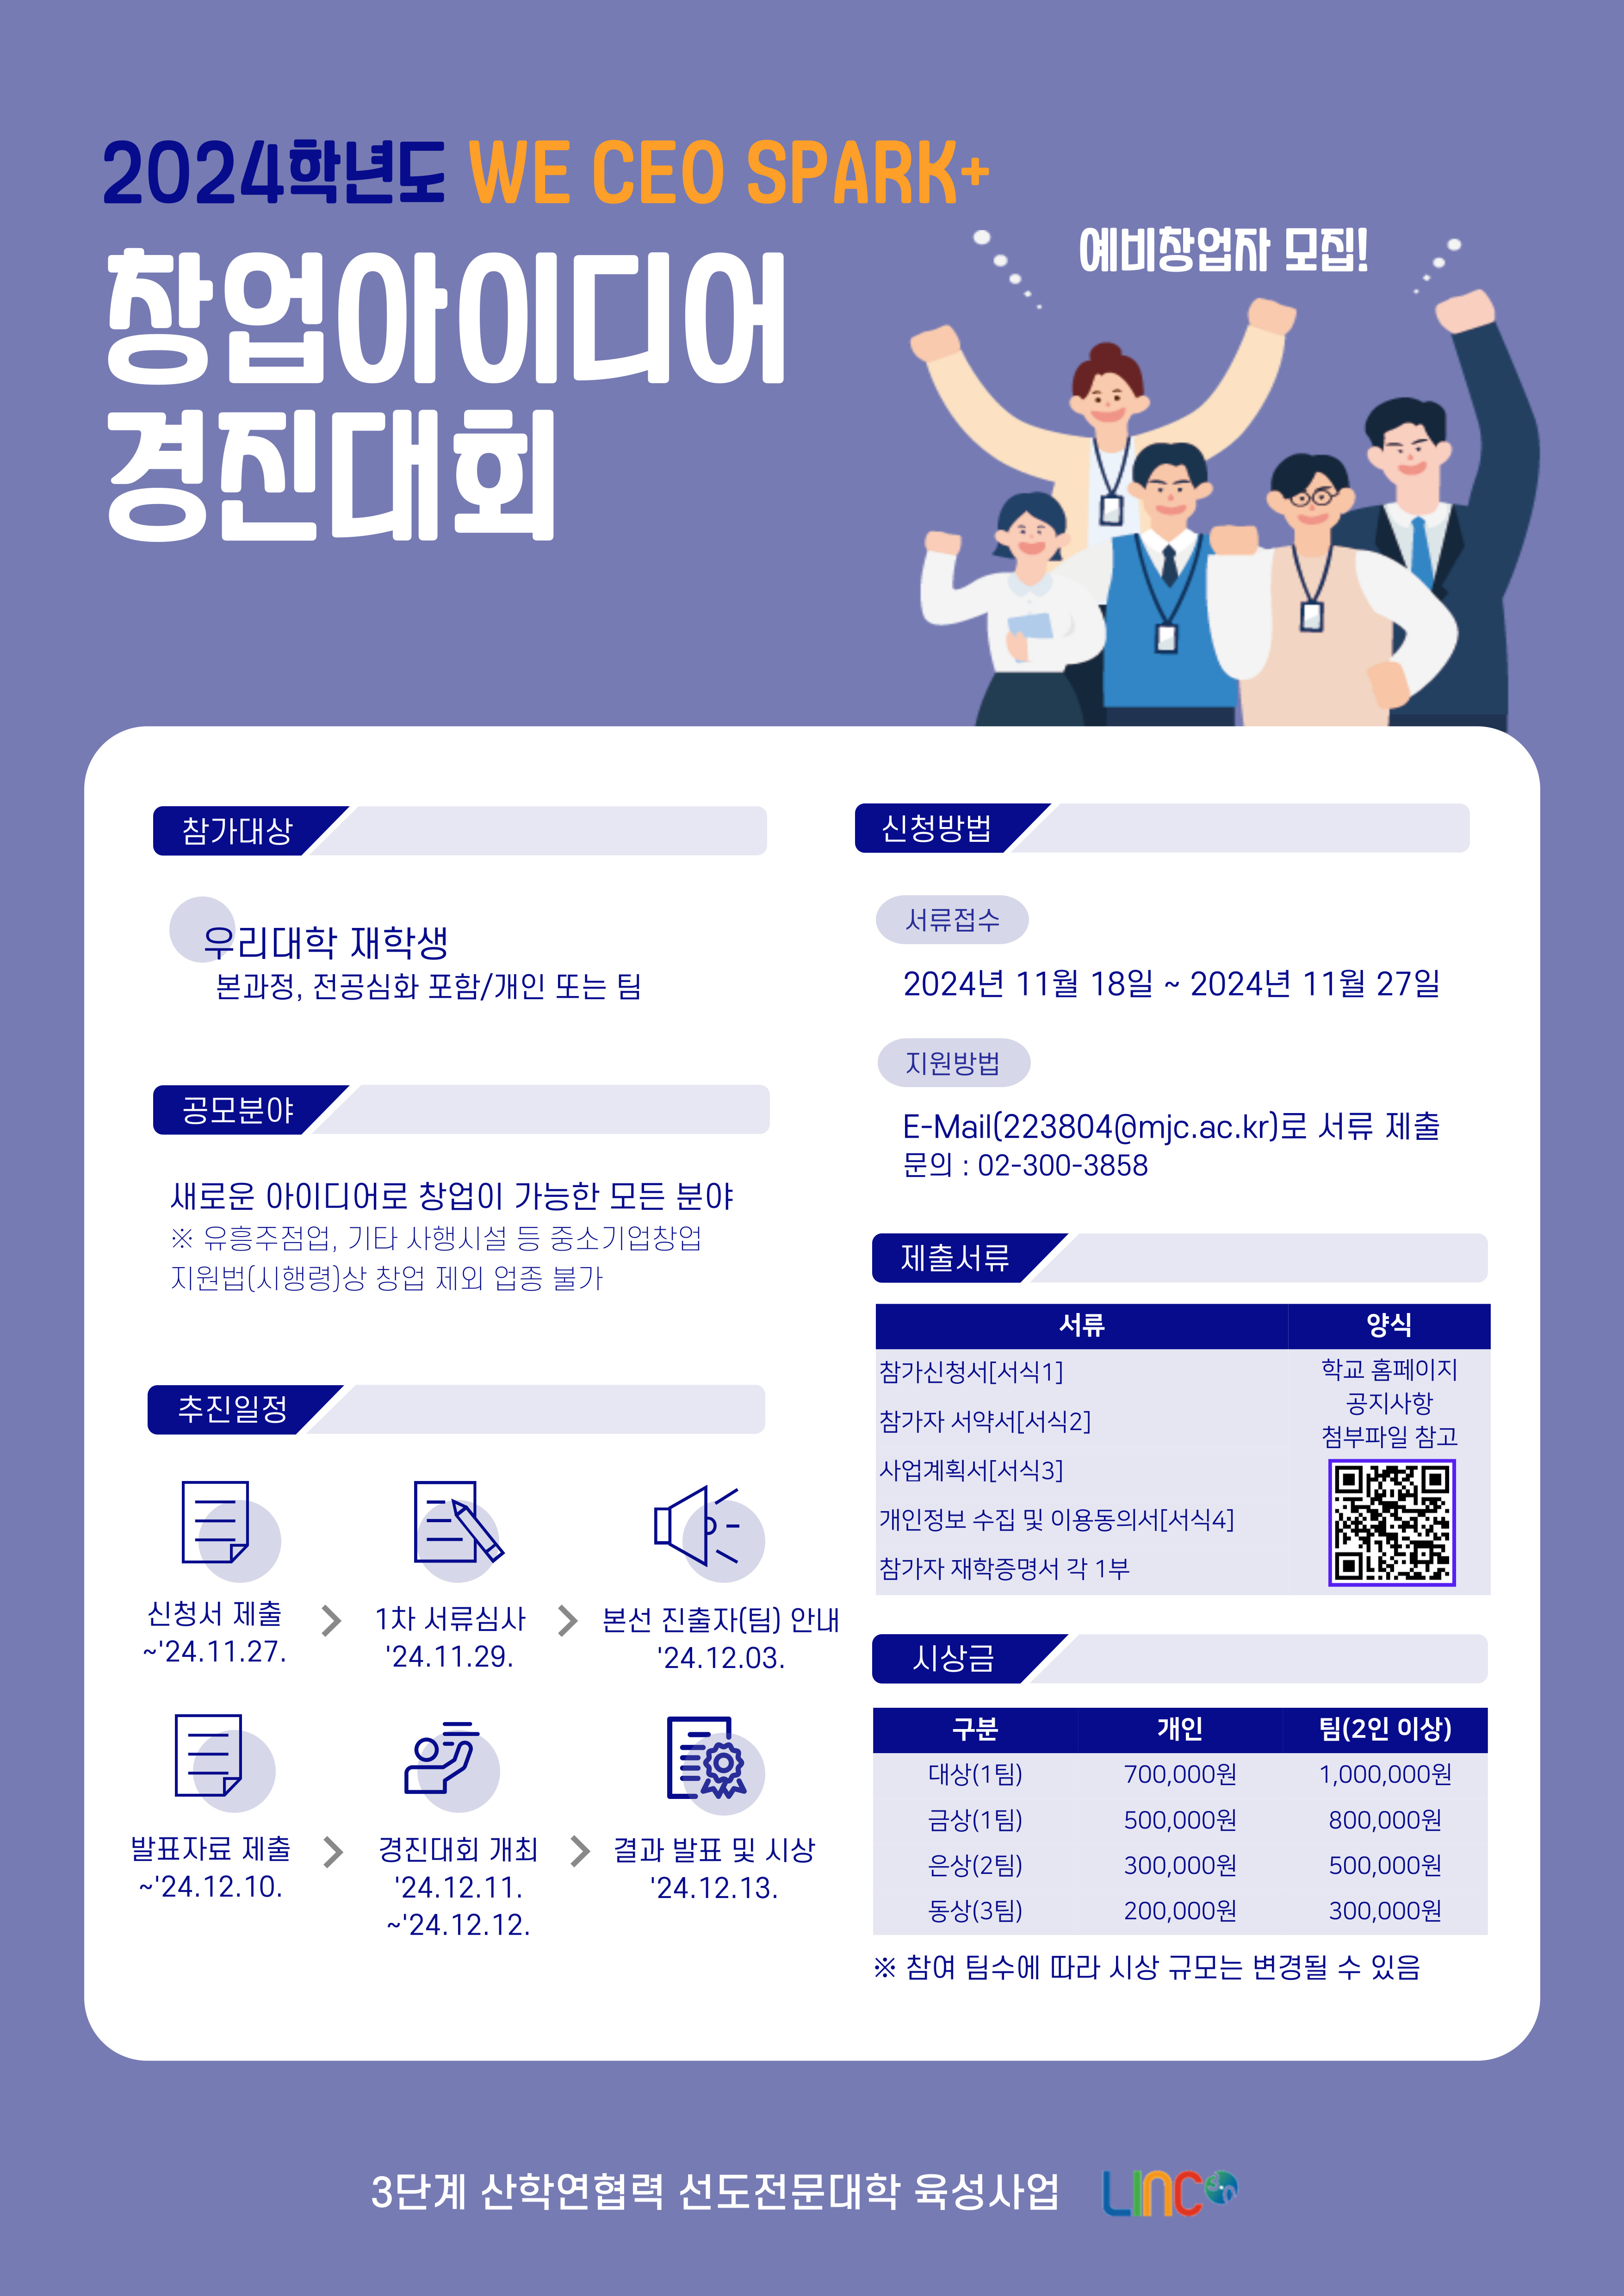 2024학년도 WE CEO SPARK+
창업아이디어
경진대회
예비창업자 모집!
참가대상
우리대학 재학생
본과정, 전공심화 포함/개인 또는 팀
공모분야
새로운 아이디어로 창업이 가능한 모든 분야
※ 유흥주점업, 기타 사행시설 등 중소기업창업
지원법(시행령)상 창업 제외 업종 불가
추진일정
신청서 제출
~'24.11.27.
1차 서류심사
'24.11.29.
본선 진출자(팀) 안내
'24.12.03.
발표자료 제출
~'24.12.10.
경진대회 개최
'24.12.11.
~'24.12.12.
결과 발표 및 시상
'24.12.13.
신청방법
서류접수
2024년 11월 18일 ~ 2024년 11월 27일
지원방법
E-Mail(223804@mjc.ac.kr)로 서류 제출
문의 : 02-300-3858
제출서류
서류 양식
참가신청서[서식1]
참가자 서약서[서식2]
사업계획서[서식3]
개인정보 수집 및 이용동의서[서식4]
참가자 재학증명서 각 1부
학교 홈페이지
공지사항
첨부파일 참고
시상금
구분 개인 팀(2인 이상)
대상(1팀) 700,000원 1,000,000원
금상(1팀) 500,000원 800,000원
은상(2팀) 300,000원 500,000원
동상(3팀) 200,000원 300,000원
※ 참여 팀수에 따라 시상 규모는 변경될 수 있음
3단계 산학연협력 선도전문대학 육성사업 LINC 3.0